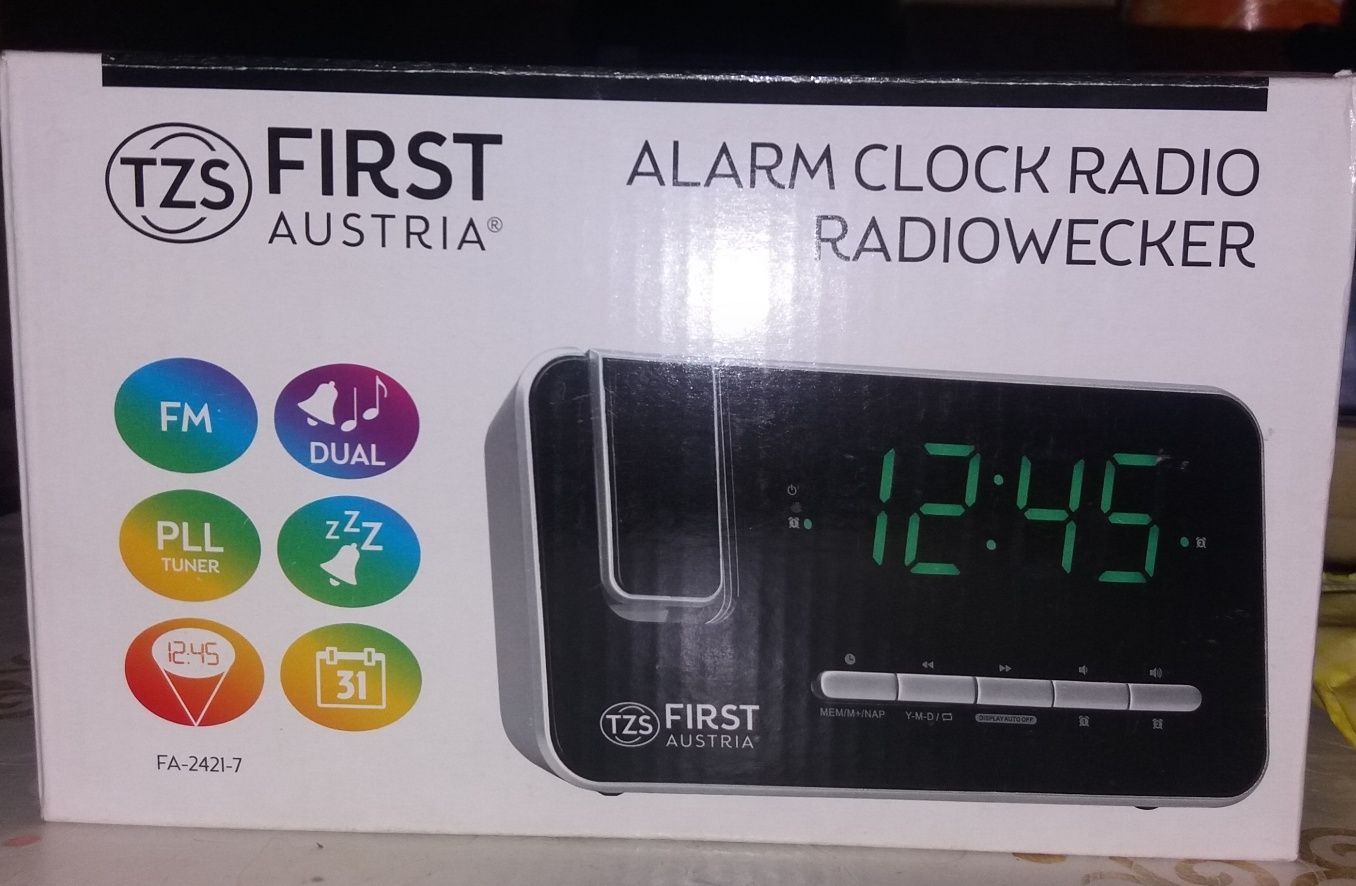 TZS FIRST
AUSTRIA®
ALARM CLOCK RADIO
RADIOWECKER
FM
DUAL
PLL
TUNER
zZZ
12:45
31
FA-2421-7
12:45
MEM/M+/NAP
Y-M-D /
DISPLAY AUTO OFF
TZS FIRST
AUSTRIA